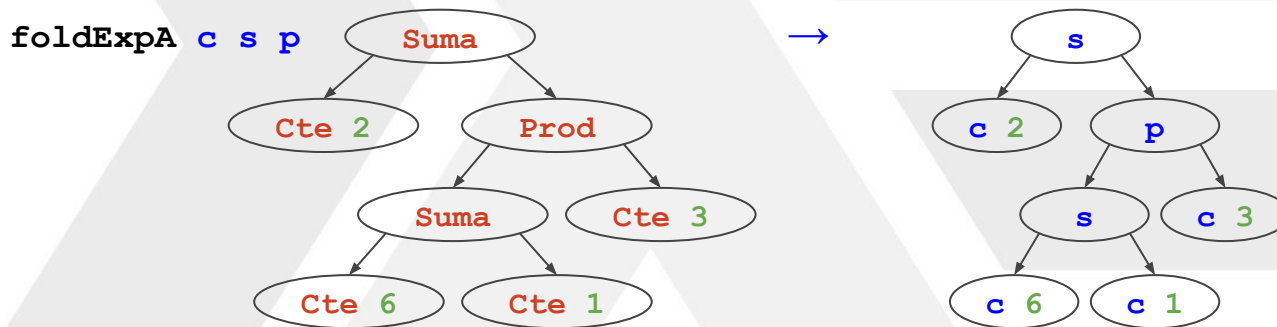 foldExpA c s p Suma → s
Cte 2 Prod c 2 p
Suma Cte 3 s c 3
Cte 6 Cte 1 c 6 c 1